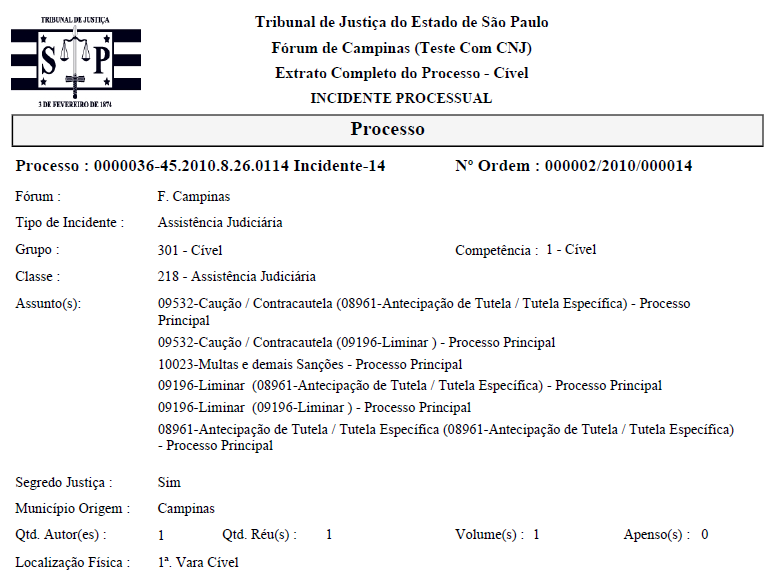 TRIBUNAL DE JUSTIÇA
S P
3 DE FEVEREIRO DE 1874
Tribunal de Justiça do Estado de São Paulo
Fórum de Campinas (Teste Com CNJ)
Extrato Completo do Processo - Cível
INCIDENTE PROCESSUAL
Processo
Processo : 0000036-45.2010.8.26.0114 Incidente-14 Nº Ordem : 000002/2010/000014
Fórum : F. Campinas
Tipo de Incidente : Assistência Judiciária
Grupo : 301 - Cível Competência : 1 - Cível
Classe : 218 - Assistência Judiciária
Assunto(s): 09532-Caução / Contracautela (08961-Antecipação de Tutela / Tutela Específica) - Processo
Principal
09532-Caução / Contracautela (09196-Liminar ) - Processo Principal
10023-Multas e demais Sanções - Processo Principal
09196-Liminar (08961-Antecipação de Tutela / Tutela Específica) - Processo Principal
09196-Liminar (09196-Liminar ) - Processo Principal
08961-Antecipação de Tutela / Tutela Específica (08961-Antecipação de Tutela / Tutela Específica)
- Processo Principal
Segredo Justiça : Sim
Município Origem : Campinas
Qtd. Autor(es) : 1 Qtd. Réu(s) : 1 Volume(s) : 1 Apenso(s) : 0
Localização Física : 1ª. Vara Cível